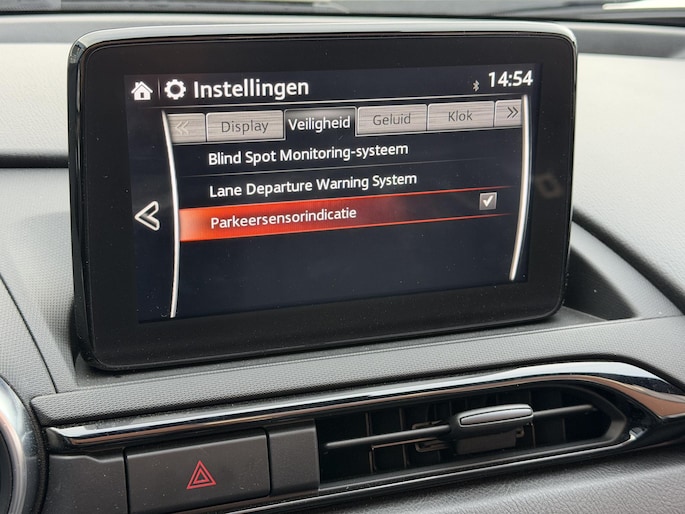 Instellingen
14:54
Display Veiligheid Geluid Klok
Blind Spot Monitoring-systeem
Lane Departure Warning System
Parkeersensorindicatie